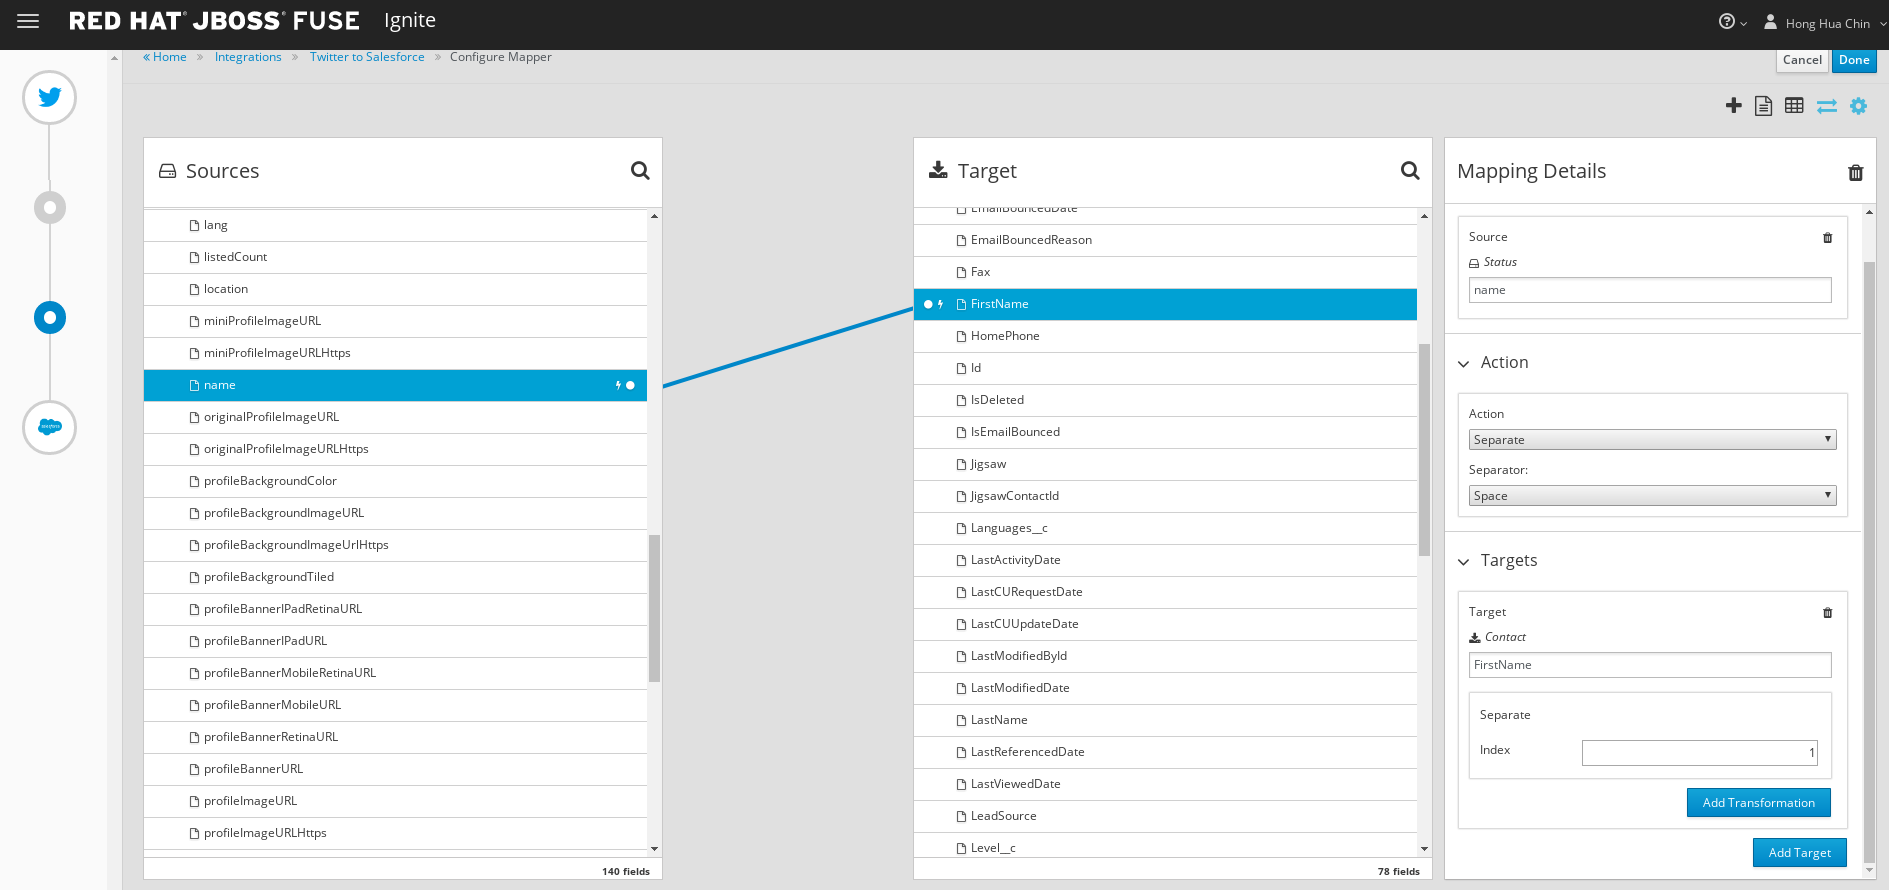 RED HAT® JBOSS® FUSE Ignite
Hong Hua Chin
« Home » Integrations » Twitter to Salesforce » Configure Mapper
Cancel
Done
Sources
lang
listedCount
location
miniProfileImageURL
miniProfileImageURLHttps
name
originalProfileImageURL
originalProfileImageURLHttps
profileBackgroundColor
profileBackgroundImageURL
profileBackgroundImageUrlHttps
profileBackgroundTiled
profileBannerIPadRetinaURL
profileBannerIPadURL
profileBannerMobileRetinaURL
profileBannerMobileURL
profileBannerRetinaURL
profileBannerURL
profileImageURL
profileImageURLHttps
140 fields
Target
EmailBouncedDate
EmailBouncedReason
Fax
FirstName
HomePhone
Id
IsDeleted
IsEmailBounced
Jigsaw
JigsawContactId
Languages__c
LastActivityDate
LastCURequestDate
LastCUUpdateDate
LastModifiedById
LastModifiedDate
LastName
LastReferencedDate
LastViewedDate
LeadSource
Level__c
78 fields
Mapping Details
Source
Status
name
Action
Action
Separate
Separator:
Space
Targets
Target
Contact
FirstName
Separate
Index 1
Add Transformation
Add Target